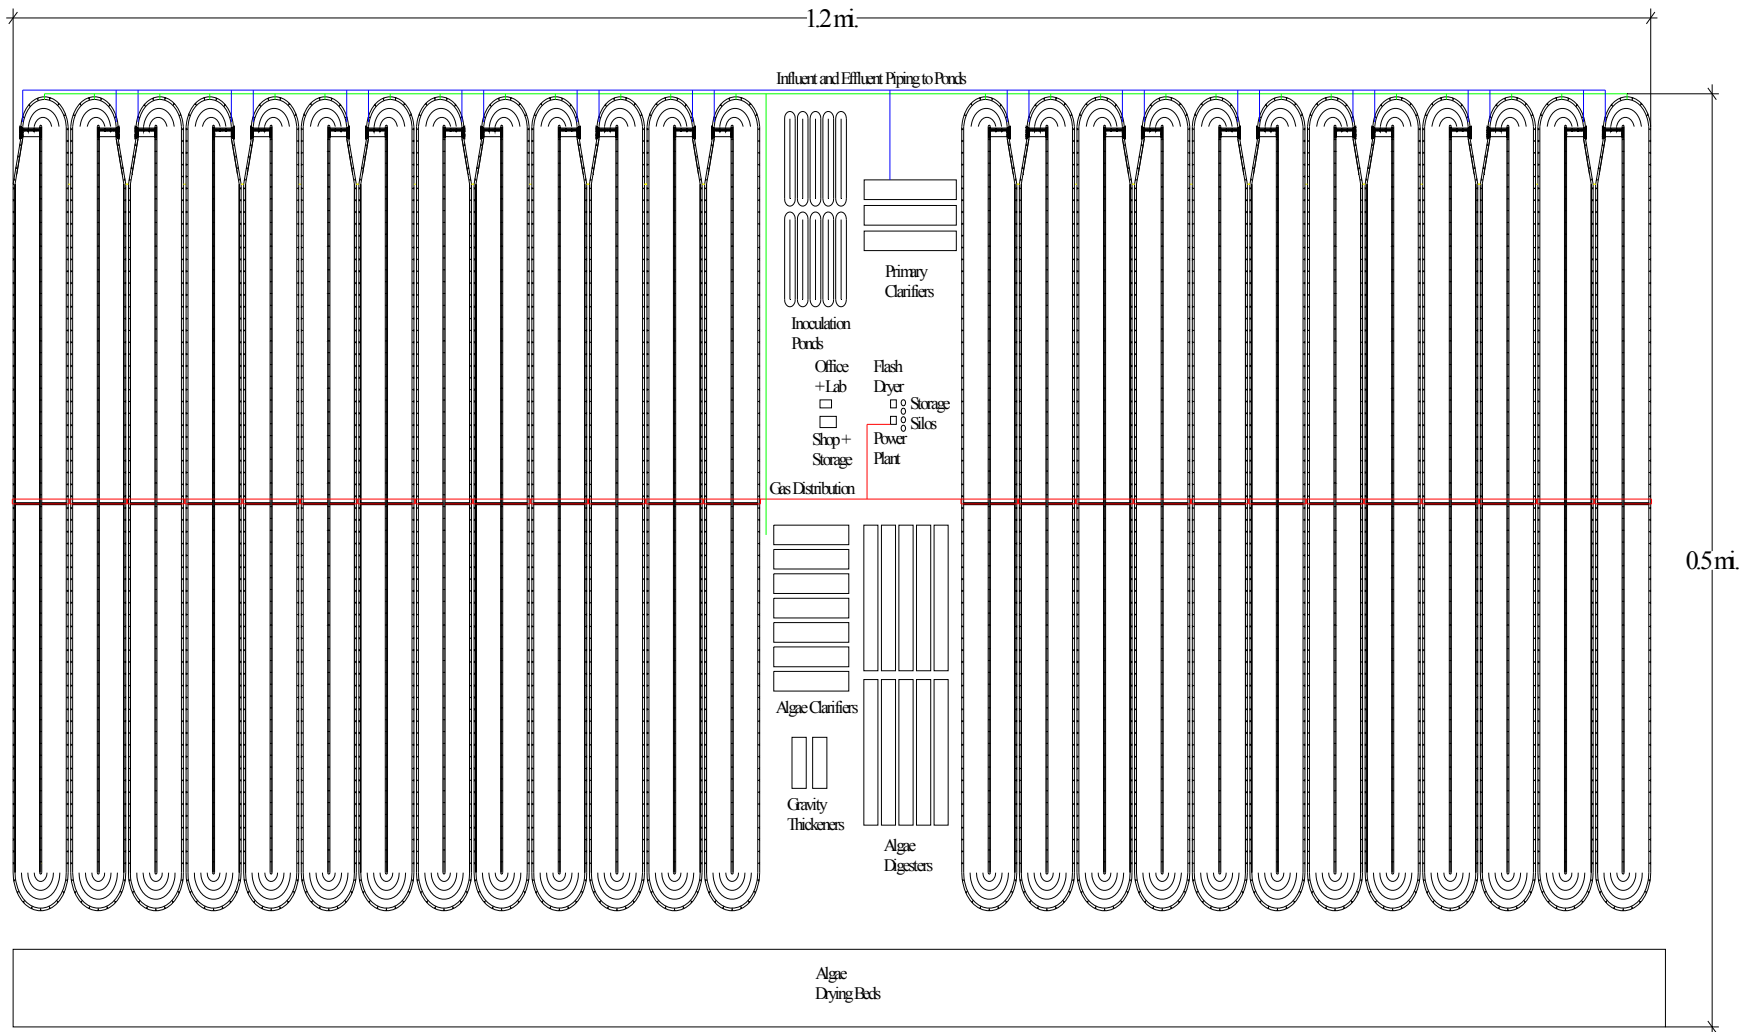 1.2 mi.
Influent and Effluent Piping to Ponds
Primary
Clarifiers
Inoculation
Ponds
Office
+ Lab
Flash
Dryer
Storage
Silos
Shop +
Storage
Power
Plant
Gas Distribution
0.5 mi.
Algae Clarifiers
Gravity
Thickeners
Algae
Digesters
Algae
Drying Beds